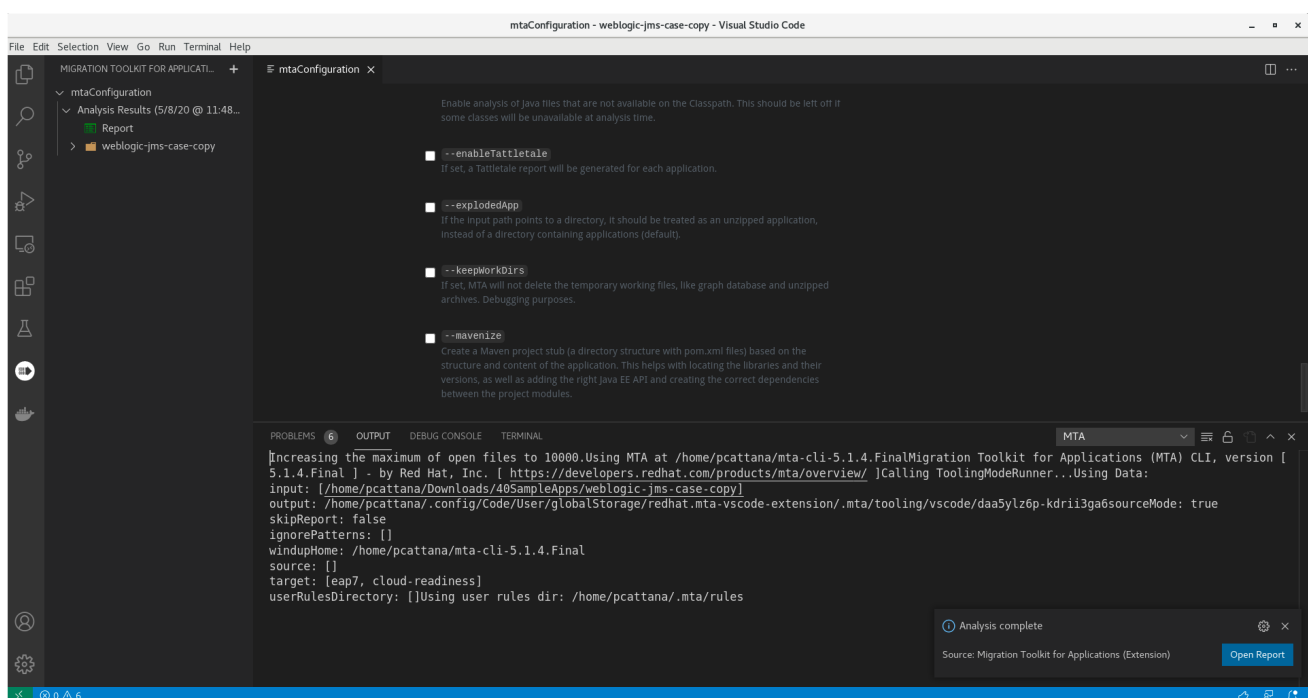 mtaConfiguration - weblogic-jms-case-copy - Visual Studio Code
File Edit Selection View Go Run Terminal Help
MIGRATION TOOLKIT FOR APPLICATI...
mtaConfiguration
Analysis Results (5/8/20 @ 11:48...
Report
weblogic-jms-case-copy
mtaConfiguration
Enable analysis of Java files that are not available on the Classpath. This should be left off if
some classes will be unavailable at analysis time.
--enableTattletale
If set, a Tattletale report will be generated for each application.
--explodedApp
If the input path points to a directory, it should be treated as an unzipped application,
instead of a directory containing applications (default).
--keepWorkDirs
If set, MTA will not delete the temporary working files, like graph database and unzipped
archives. Debugging purposes.
--mavenize
Create a Maven project stub (a directory structure with pom.xml files) based on the
structure and content of the application. This helps with locating the libraries and their
versions, as well as adding the right Java EE API and creating the correct dependencies
between the project modules.
PROBLEMS 6 OUTPUT DEBUG CONSOLE TERMINAL MTA
Increasing the maximum of open files to 10000.Using MTA at /home/pcattana/mta-cli-5.1.4.FinalMigration Toolkit for Applications (MTA) CLI, version [
5.1.4.Final ] - by Red Hat, Inc. [ https://developers.redhat.com/products/mta/overview/ ]Calling ToolingModeRunner...Using Data:
input: [/home/pcattana/Downloads/40SampleApps/weblogic-jms-case-copy]
output: /home/pcattana/.config/Code/User/globalStorage/redhat.mta-vscode-extension/.mta/tooling/vscode/daa5ylz6p-kdrii3ga6sourceMode: true
skipReport: false
ignorePatterns: []
windupHome: /home/pcattana/mta-cli-5.1.4.Final
source: []
target: [eap7, cloud-readiness]
userRulesDirectory: []Using user rules dir: /home/pcattana/.mta/rules
Analysis complete
Source: Migration Toolkit for Applications (Extension)
Open Report
0 6